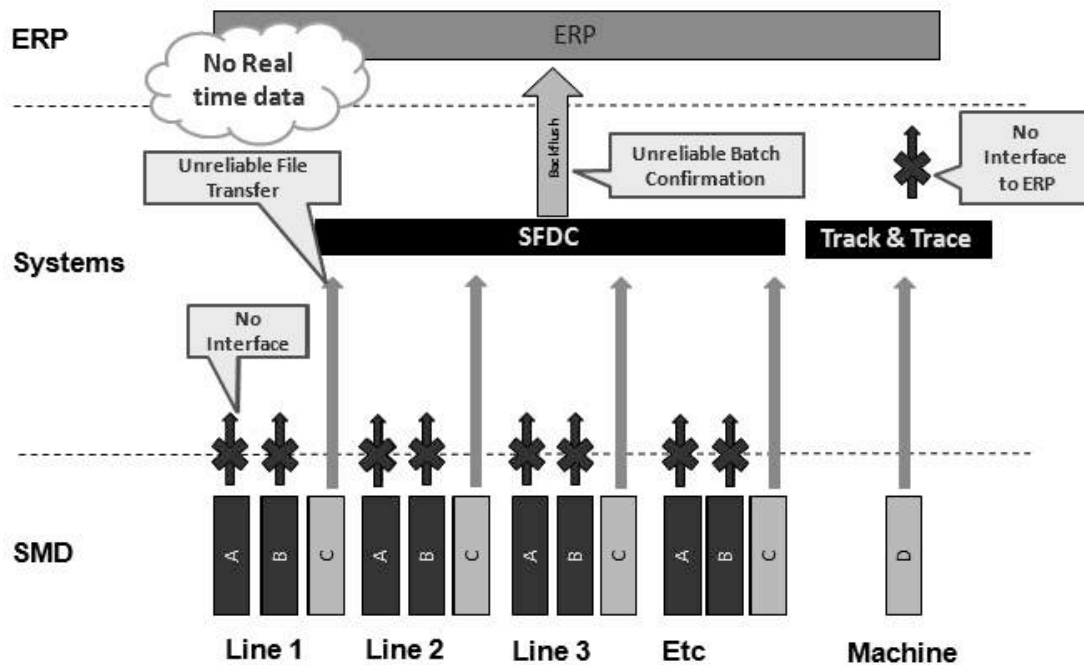 ERP
ERP
No Real
time data
Backflush
Unreliable File
Transfer
Unreliable Batch
Confirmation
No
Interface
to ERP
SFDC
Track & Trace
Systems
No
Interface
SMD
A
B
C
A
B
C
A
B
C
A
B
C
D
Line 1
Line 2
Line 3
Etc
Machine